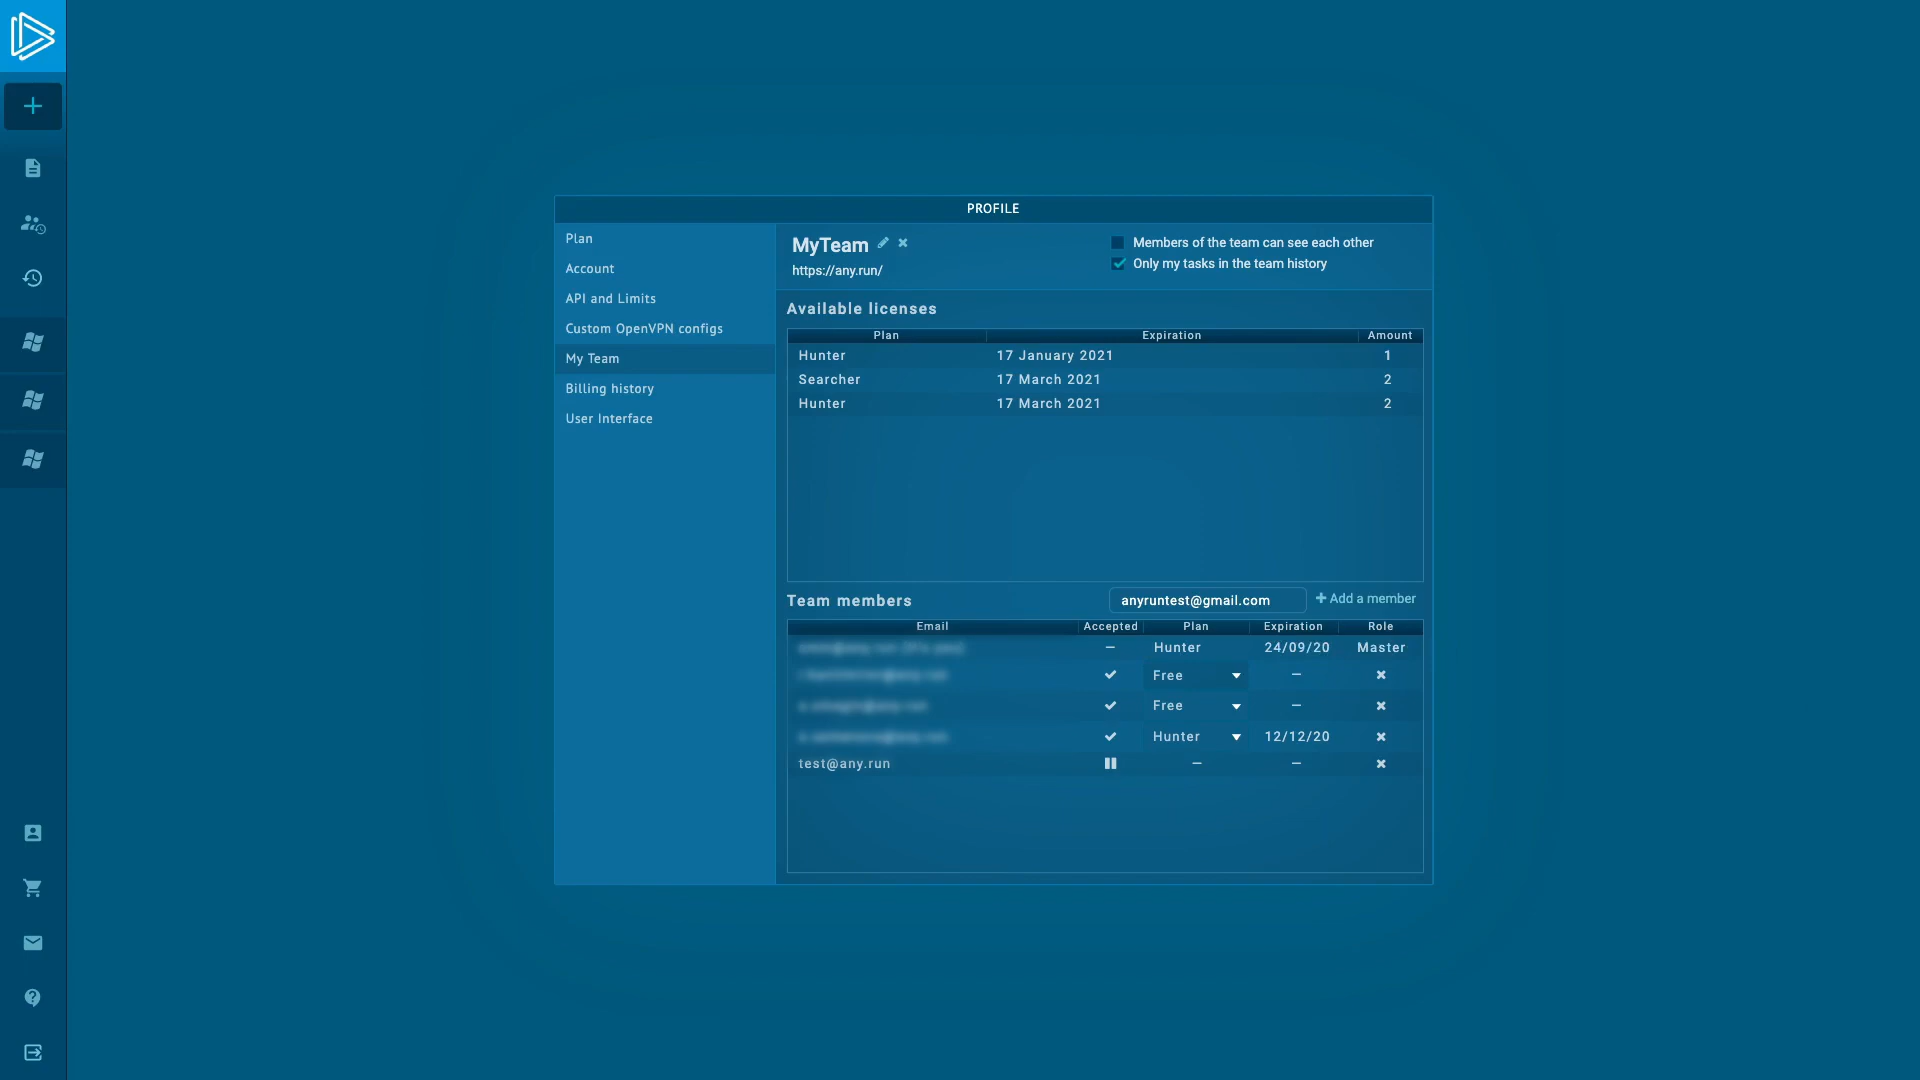 PROFILE
Plan
Account
API and Limits
Custom OpenVPN configs
My Team
Billing history
User Interface
MyTeam
https://any.run/
Members of the team can see each other
Only my tasks in the team history
Available licenses
Plan Expiration Amount
Hunter 17 January 2021 1
Searcher 17 March 2021 2
Hunter 17 March 2021 2
Team members anyruntest@gmail.com + Add a member
Email Accepted Plan Expiration Role
– Hunter 24/09/20 Master
Free –
Free –
Hunter 12/12/20
test@any.run – –